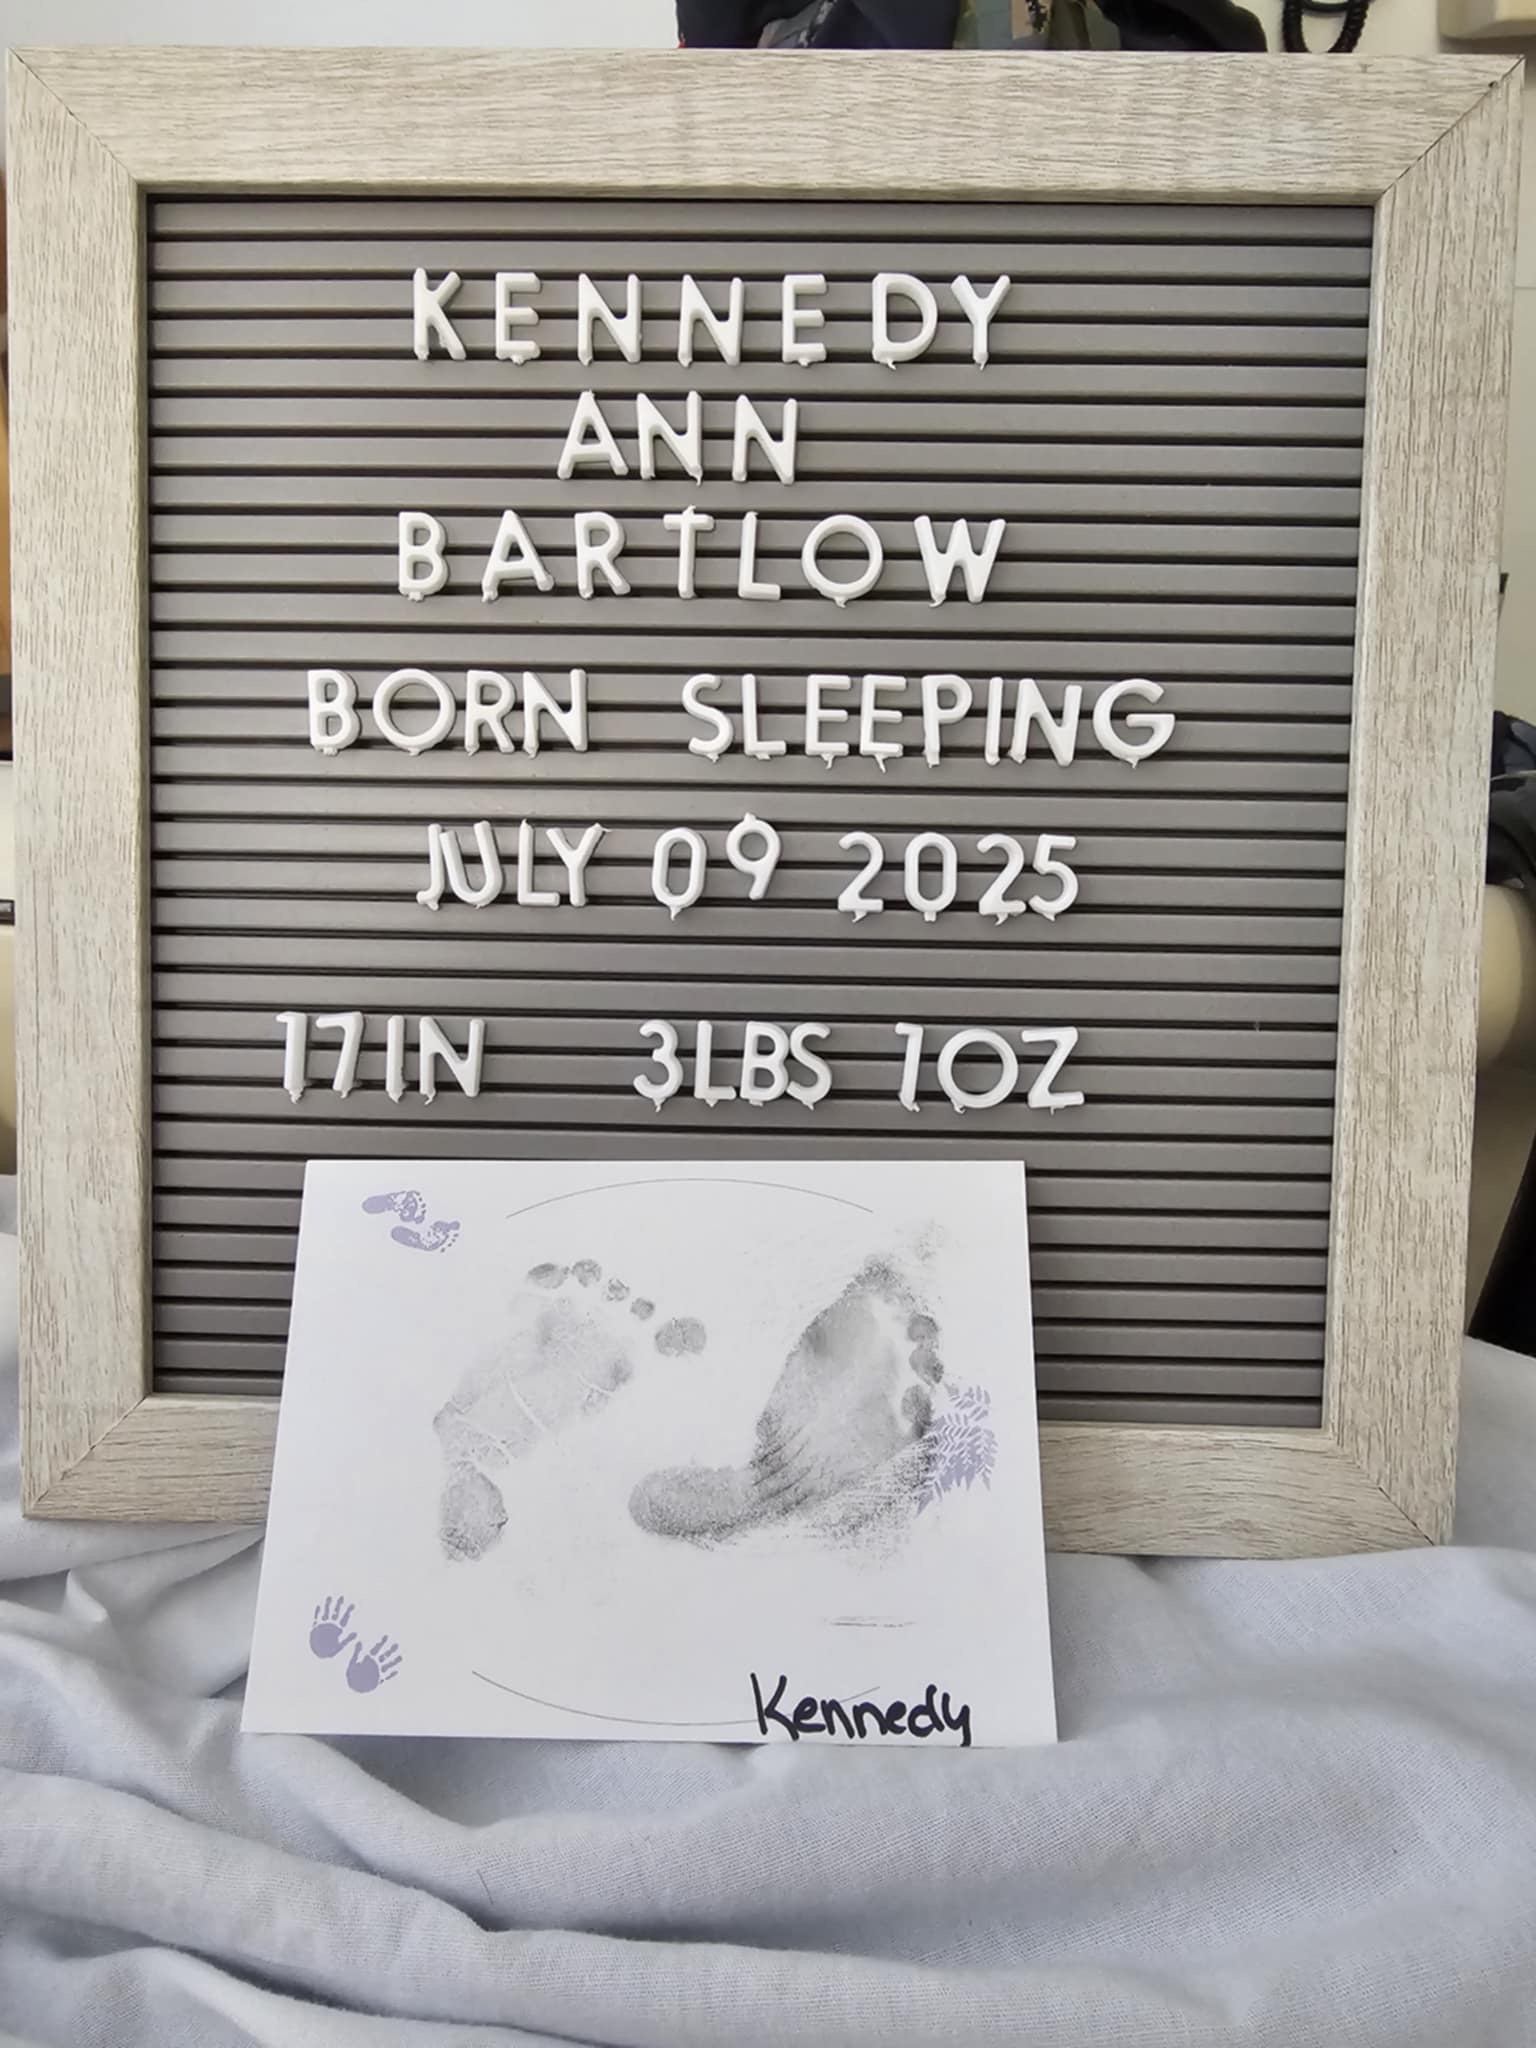 KENNEDY
ANN
BARTLOW
BORN SLEEPING
JULY 09 2025
17IN 3LBS 1OZ
Kennedy